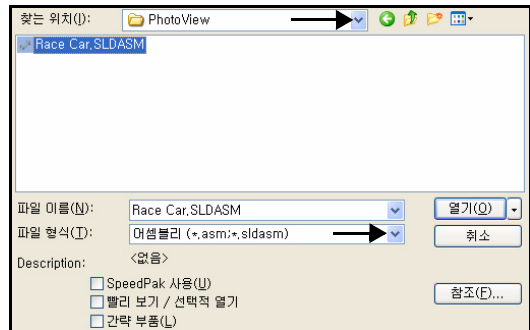 찾는 위치(I): PhotoView
Race Car,SLDASM
파일 이름(N): Race Car,SLDASM 열기(O)
파일 형식(T): 어셈블리 (*,asm;*,sldasm) 취소
Description: <없음>
SpeedPak 사용(U) 참조(F)...
빨리 보기 / 선택적 열기
간략 부품(L)